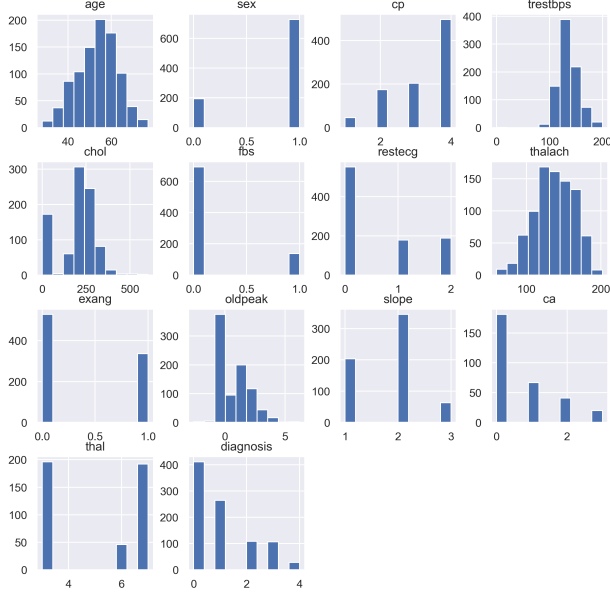 age sex cp trestbps
200 150 100 50 0
600 400 200 0
400 200 0
400 300 200 100 0
40 60
0.0 0.5 1.0
2 4
0 100 200
chol fbs restecg thalach
300 200 100 0
600 400 200 0
400 200 0
150 100 50 0
0 250 500
0.0 0.5 1.0
0 1 2
100 200
exang oldpeak slope ca
400 200 0
300 200 100 0
300 200 100 0
150 100 50 0
0.0 0.5 1.0
0 5
1 2 3
0 2
thal diagnosis
200 150 100 50 0
400 300 200 100 0
4 6
0 2 4